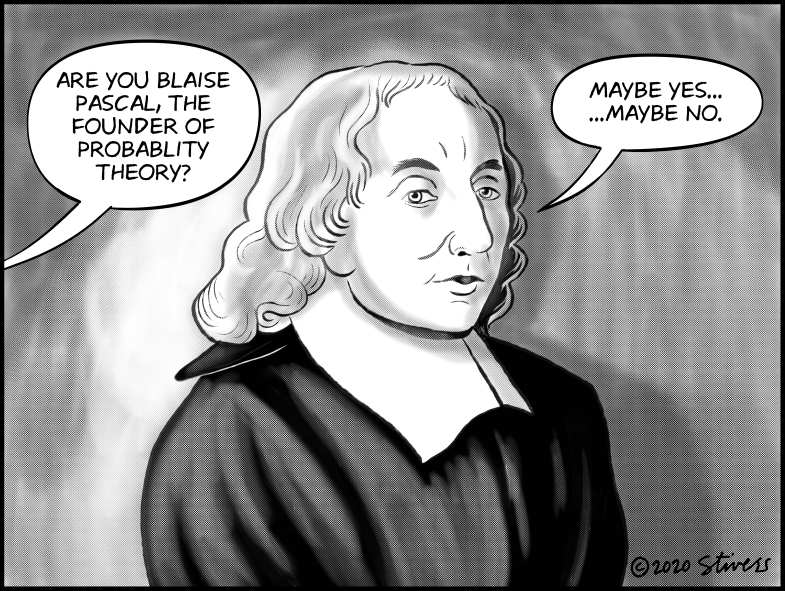 ARE YOU BLAISE
PASCAL, THE
FOUNDER OF
PROBABLITY
THEORY?
MAYBE YES...
...MAYBE NO.
©2020 Stivers